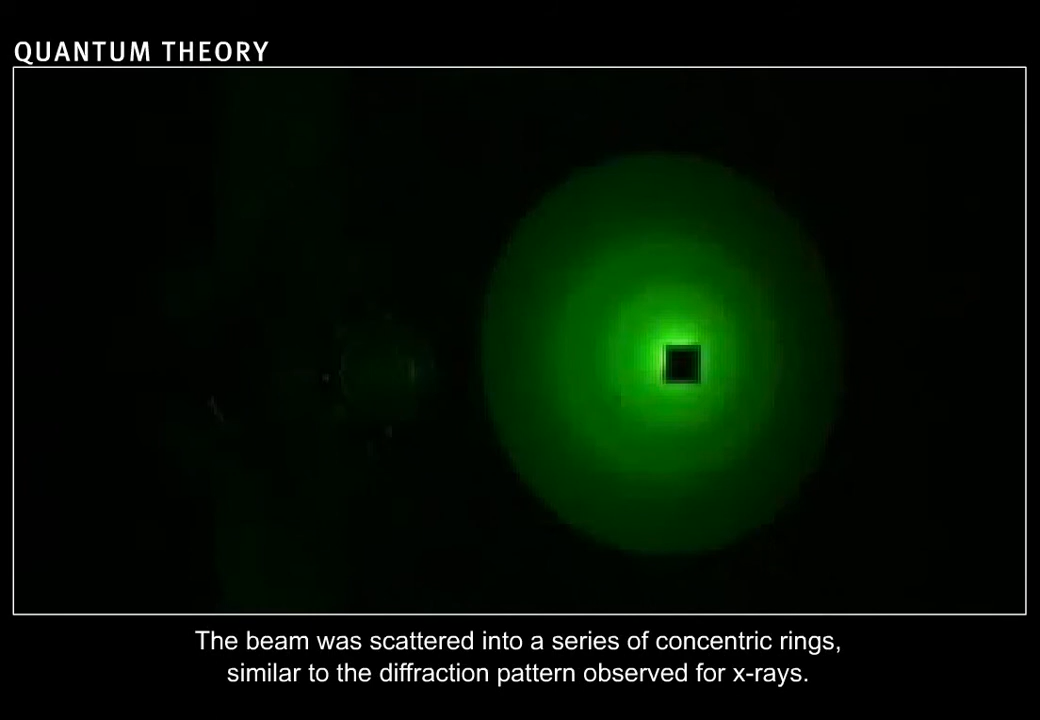 QUANTUM THEORY
The beam was scattered into a series of concentric rings,
similar to the diffraction pattern observed for x-rays.